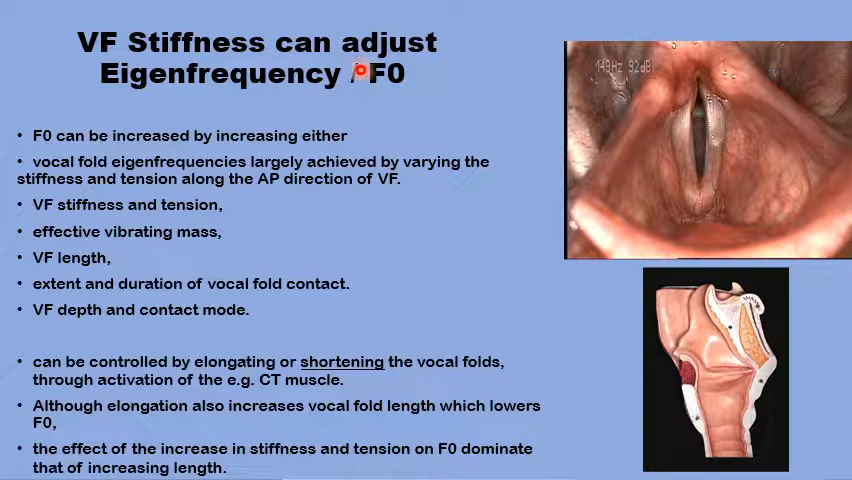 VF Stiffness can adjust
Eigenfrequency / F0
• F0 can be increased by increasing either
• vocal fold eigenfrequencies largely achieved by varying the
stiffness and tension along the AP direction of VF.
• VF stiffness and tension,
• effective vibrating mass,
• VF length,
• extent and duration of vocal fold contact.
• VF depth and contact mode.
• can be controlled by elongating or shortening the vocal folds,
through activation of the e.g. CT muscle.
• Although elongation also increases vocal fold length which lowers
F0,
• the effect of the increase in stiffness and tension on F0 dominate
that of increasing length.
149Hz 92dB